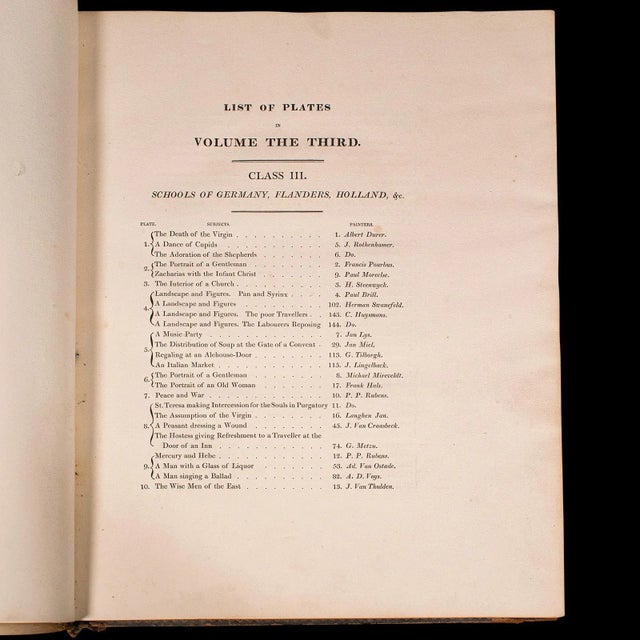 LIST OF PLATES
IN
VOLUME THE THIRD.
CLASS III.
SCHOOLS OF GERMANY, FLANDERS, HOLLAND, &c.
PLATE. SUBJECTS. PAINTERS.
The Death of the Virgin . . . . . . . . . 1. Albert Durer.
1. A Dance of Cupids . . . . . . . . . . 5. J. Rothenhamer.
The Adoration of the Shepherds . . . . . . 6. Do.
2. The Portrait of a Gentleman . . . . . . . 2. Francis Pourbus.
Zacharias with the Infant Christ . . . . . . 9. Paul Moreelse.
3. The Interior of a Church . . . . . . . . 3. H. Steenwyck.
Landscape and Figures. Pan and Syrinx . . . . 4. Paul Brill.
4. A Landscape and Figures . . . . . . . . 102. Herman Swanefeld.
A Landscape and Figures. The poor Travellers . . 143. C. Huysmans.
A Landscape and Figures. The Labourers Reposing 144. Do.
A Music-Party . . . . . . . . . . . 7. Jan Lys.
5. The Distribution of Soup at the Gate of a Convent . 29. Jan Miel.
Regaling at an Alehouse-Door . . . . . . . 113. G. Tilborgh.
An Italian Market . . . . . . . . . . 115. J. Lingelback.
6. The Portrait of a Gentleman . . . . . . . 8. Michael Mireveldt.
The Portrait of an Old Woman . . . . . . . 17. Frank Hals.
7. Peace and War . . . . . . . . . . . 10. P. P. Rubens.
St. Teresa making Intercession for the Souls in Purgatory 11. Do.
8. The Assumption of the Virgin . . . . . . . 16. Langhen Jan.
A Peasant dressing a Wound . . . . . . . 45. J. Van Craasbeck.
The Hostess giving Refreshment to a Traveller at the
Door of an Inn . . . . . . . . . . 74. G. Metzu.
Mercury and Hebe . . . . . . . . . . 12. P. P. Rubens.
9. A Man with a Glass of Liquor . . . . . . . 53. Ad. Van Ostade.
A Man singing a Ballad . . . . . . . . . 82. A. D. Voys.
10. The Wise Men of the East . . . . . . . . 13. J. Van Thulden.